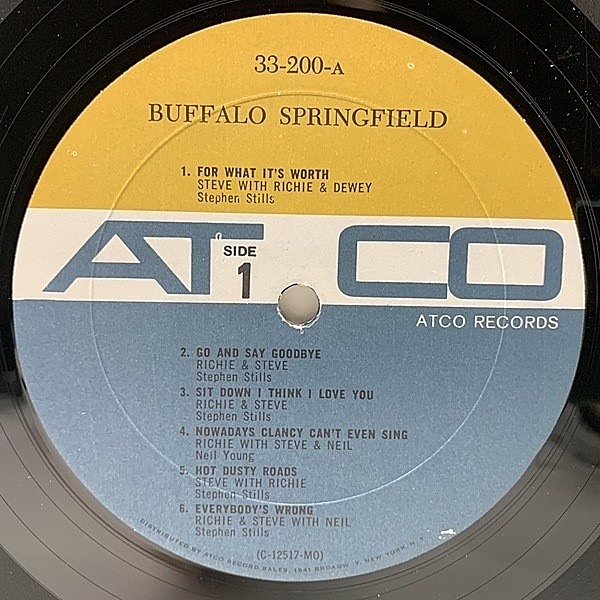 33-200-A
BUFFALO SPRINGFIELD
1. FOR WHAT IT'S WORTH
STEVE WITH RICHIE & DEWEY
Stephen Stills
ATCO
SIDE
1
ATCO RECORDS
2. GO AND SAY GOODBYE
RICHIE & STEVE
Stephen Stills
3. SIT DOWN I THINK I LOVE YOU
RICHIE & STEVE
Stephen Stills
4. NOWADAYS CLANCY CAN'T EVEN SING
RICHIE WITH STEVE & NEIL
Neil Young
5. HOT DUSTY ROADS
STEVE WITH RICHIE
Stephen Stills
6. EVERYBODY'S WRONG
RICHIE & STEVE WITH NEIL
Stephen Stills
(C-12517-MO)
DISTRIBUTED BY ATCO RECORD SALES, 1841 BROADW Y, NEW YORK, N. Y.